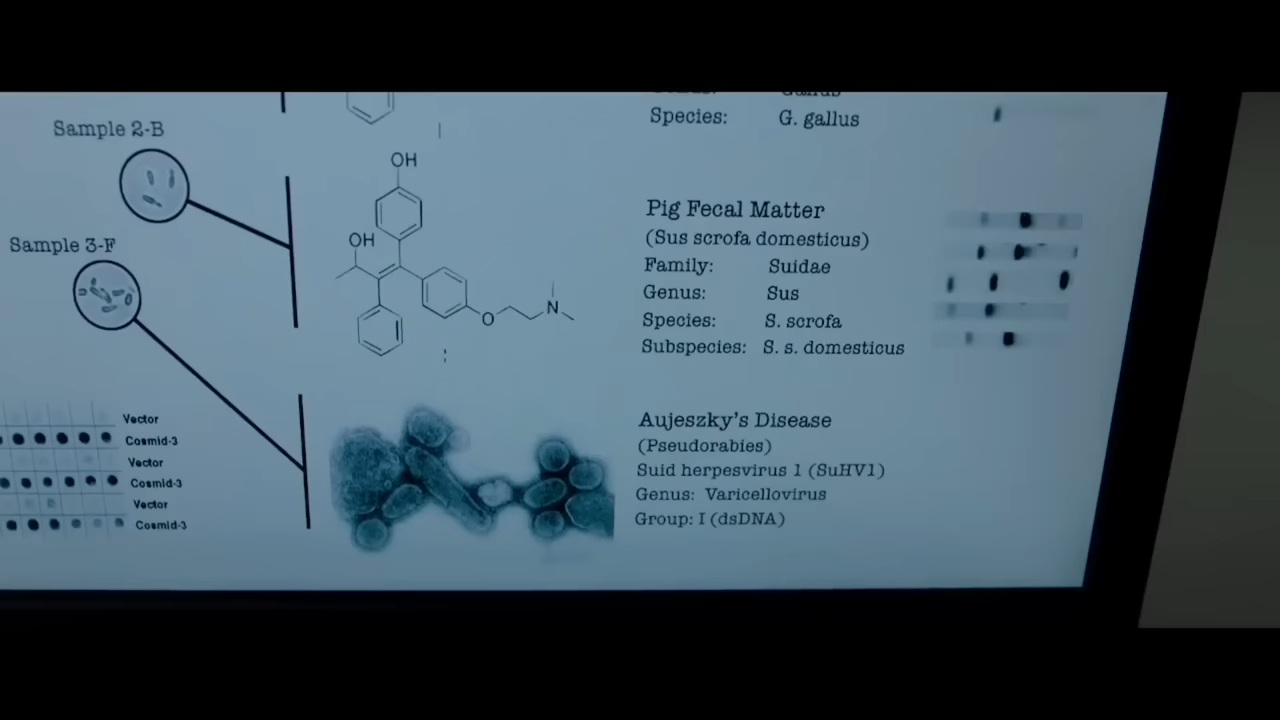 Species: G. gallus
Sample 2-B
OH
Pig Fecal Matter
(Sus scrofa domesticus)
Sample 3-F
OH
Family: Suidae
Genus: Sus
N
O
Species: S. scrofa
Subspecies: S. s. domesticus
Vector
Cosmid-3
Vector
Cosmid-3
Vector
Cosmid-3
Aujeszky's Disease
(Pseudorabies)
Suid herpesvirus 1 (SuHV1)
Genus: Varicellovirus
Group: I (dsDNA)